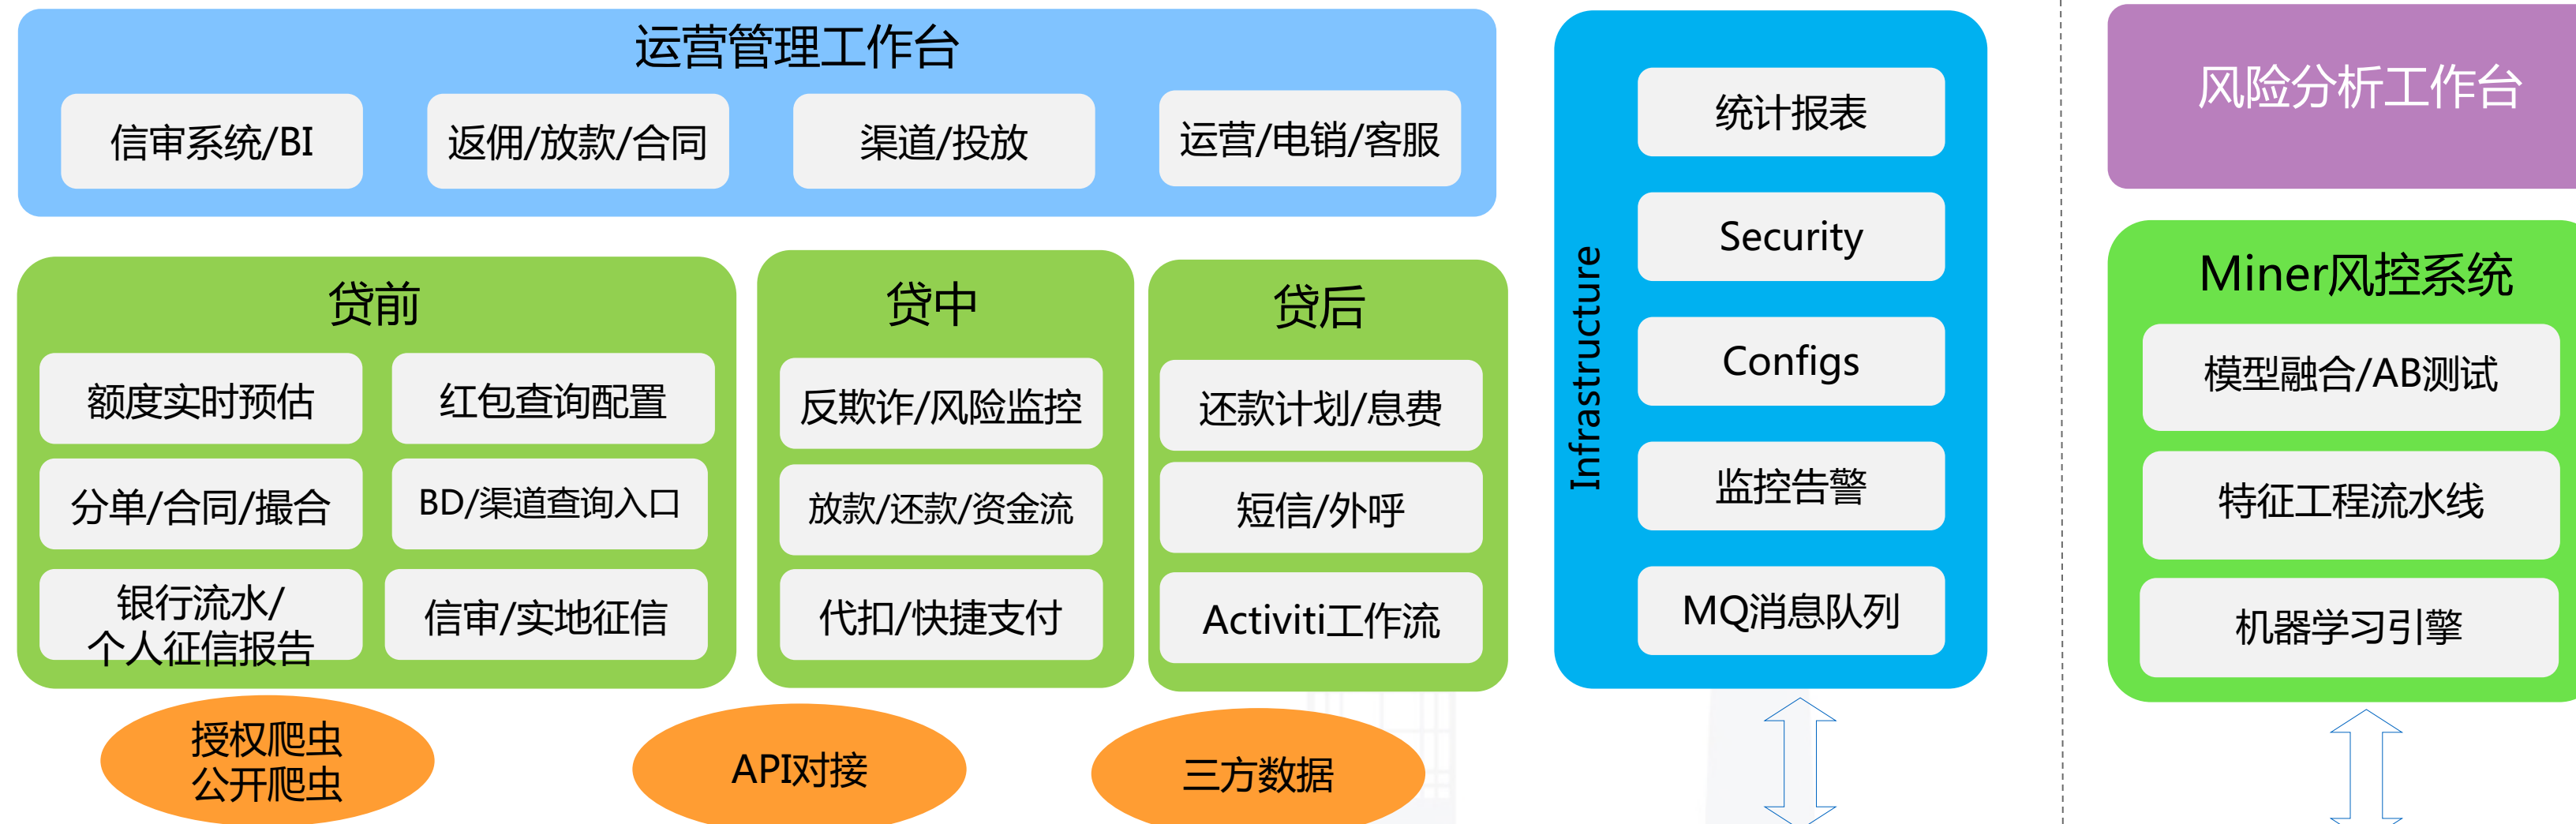 运营管理工作台
信审系统/BI
返佣/放款/合同
渠道/投放
运营/电销/客服
贷前
额度实时预估
红包查询配置
分单/合同/撮合
BD/渠道查询入口
银行流水/
个人征信报告
信审/实地征信
贷中
反欺诈/风险监控
放款/还款/资金流
代扣/快捷支付
贷后
还款计划/息费
短信/外呼
Activiti工作流
授权爬虫
公开爬虫
API对接
三方数据
Infrastructure
统计报表
Security
Configs
监控告警
MQ消息队列
风险分析工作台
Miner风控系统
模型融合/AB测试
特征工程流水线
机器学习引擎